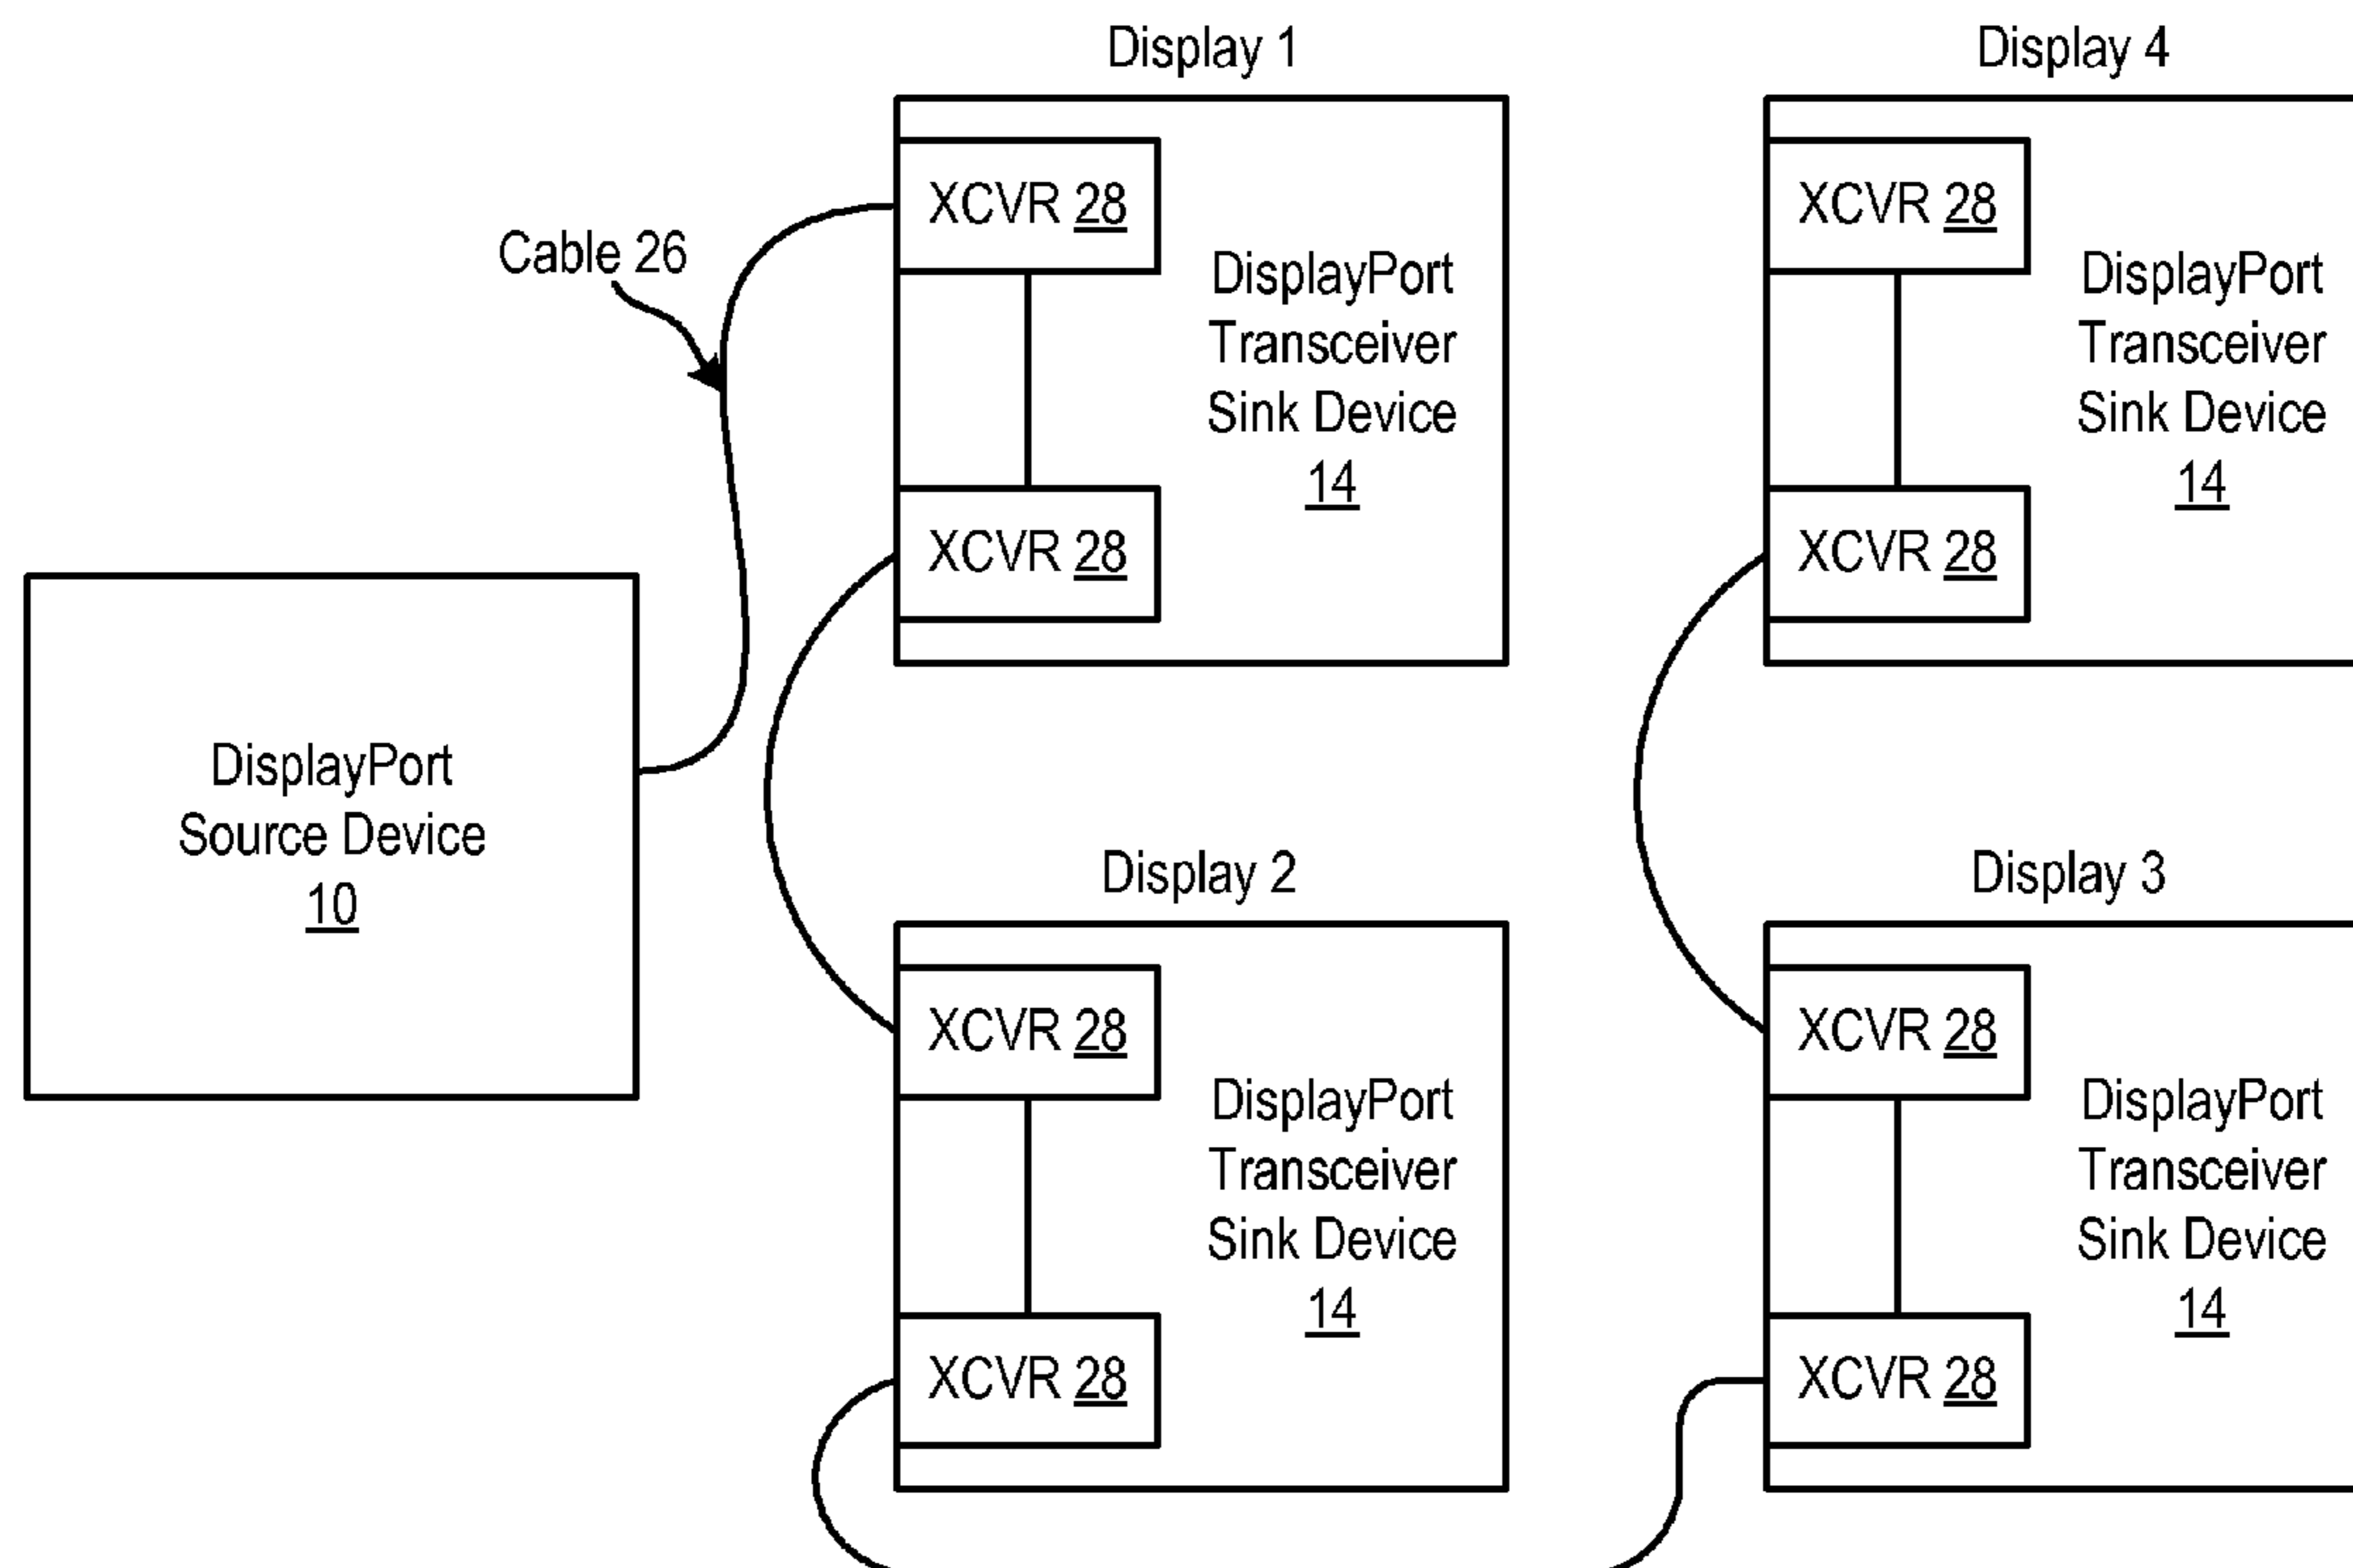 Display 1
Display 4
XCVR 28
XCVR 28
Cable 26
DisplayPort
Transceiver
Sink Device
14
DisplayPort
Transceiver
Sink Device
14
XCVR 28
XCVR 28
DisplayPort
Source Device
10
Display 2
Display 3
XCVR 28
XCVR 28
DisplayPort
Transceiver
Sink Device
14
DisplayPort
Transceiver
Sink Device
14
XCVR 28
XCVR 28